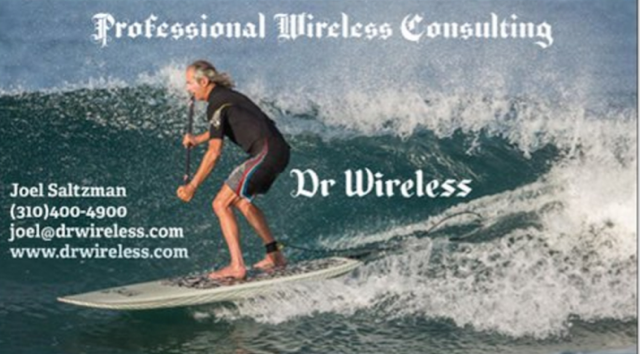 Professional Wireless Consulting
Dr Wireless
Joel Saltzman
(310)400-4900
joel@drwireless.com
www.drwireless.com